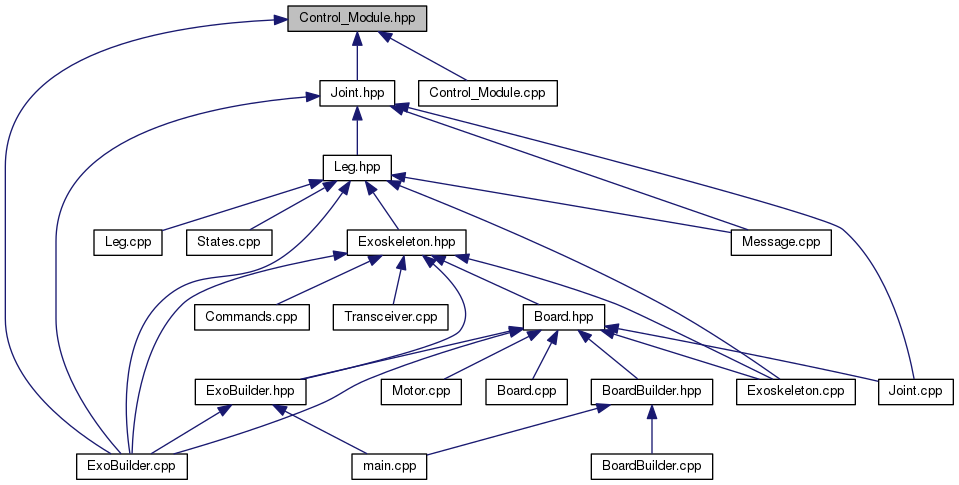 Control_Module.hpp
Joint.hpp
Control_Module.cpp
Leg.hpp
Leg.cpp
States.cpp
Exoskeleton.hpp
Message.cpp
Commands.cpp
Transceiver.cpp
Board.hpp
ExoBuilder.hpp
Motor.cpp
Board.cpp
BoardBuilder.hpp
Exoskeleton.cpp
Joint.cpp
ExoBuilder.cpp
main.cpp
BoardBuilder.cpp